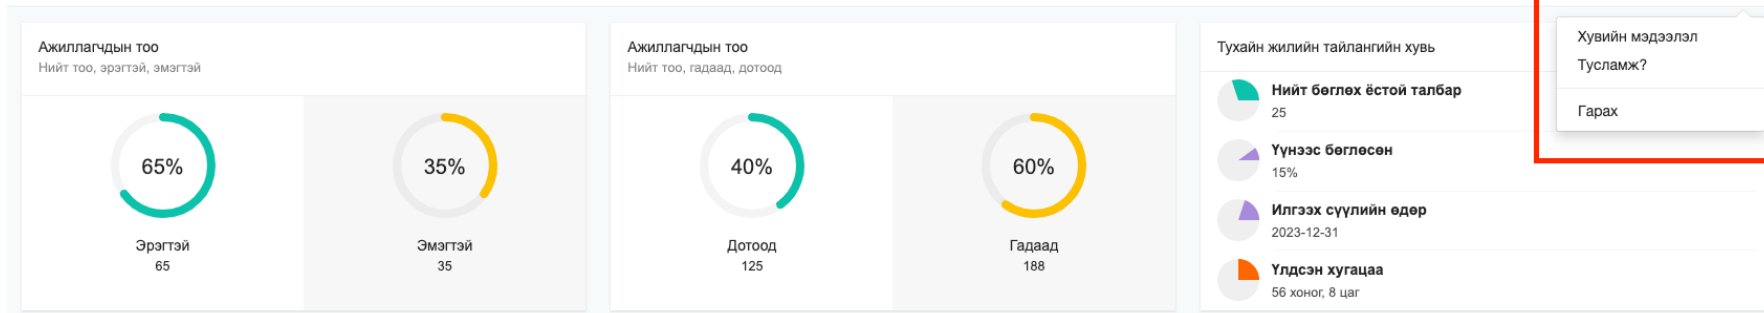 Ажиллагчдын тоо
Нийт тоо, эрэгтэй, эмэгтэй
65%
35%
Эрэгтэй
65
Эмэгтэй
35
Ажиллагчдын тоо
Нийт тоо, гадаад, дотоод
40%
60%
Дотоод
125
Гадаад
188
Тухайн жилийн тайлангийн хувь
Нийт бөглөх ёстой талбар
25
Үүнээс бөглөсөн
15%
Илгээх сүүлийн өдөр
2023-12-31
Үлдсэн хугацаа
56 хоног, 8 цаг
Хувийн мэдээлэл
Тусламж?
Гарах